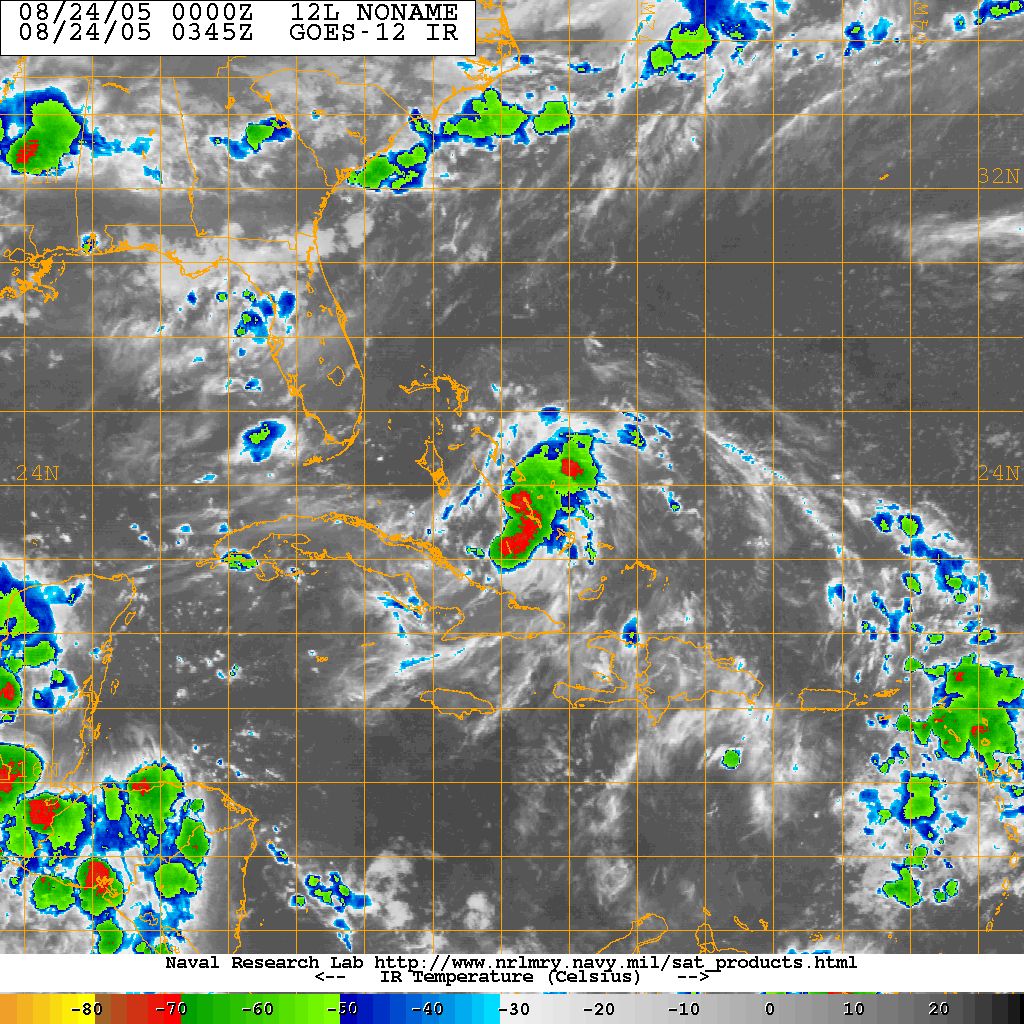 08/24/05 0000Z 12L NONAME
08/24/05 0345Z GOES-12 IR
32N
24N
24N
Naval Research Lab http://www.nrlmry.navy.mil/sat_products.html
<-- IR Temperature (Celsius) -->
-80 -70 -60 -50 -40 -30 -20 -10 0 10 20